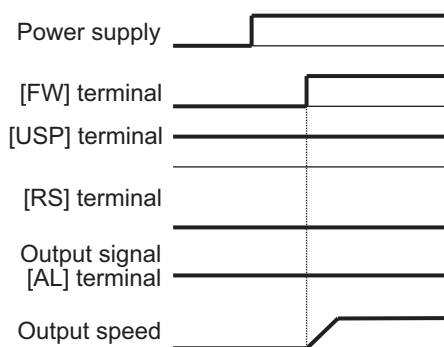 Power supply
[FW] terminal
[USP] terminal
[RS] terminal
Output signal
[AL] terminal
Output speed